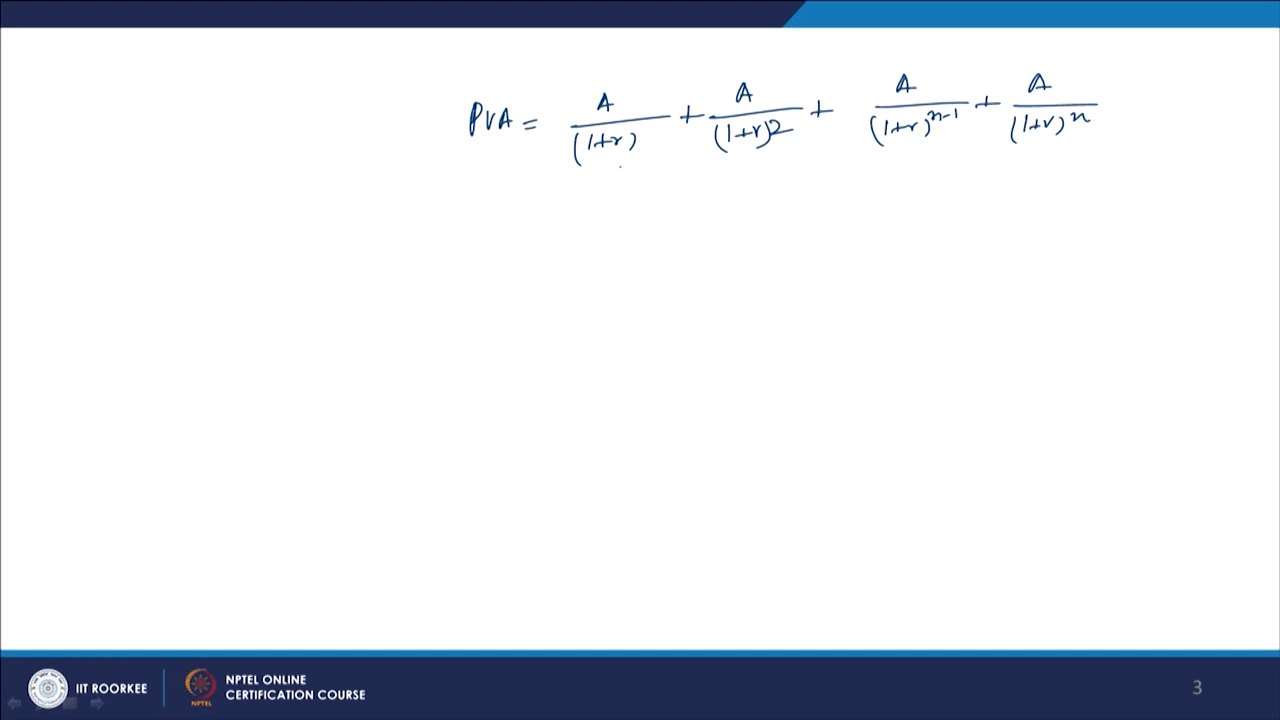 PVA = A/(1+r) + A/(1+r)2 + A/(1+r)^n-1 + A/(1+r)^n
IIT ROORKEE
NPTEL
NPTEL ONLINE
CERTIFICATION COURSE
3